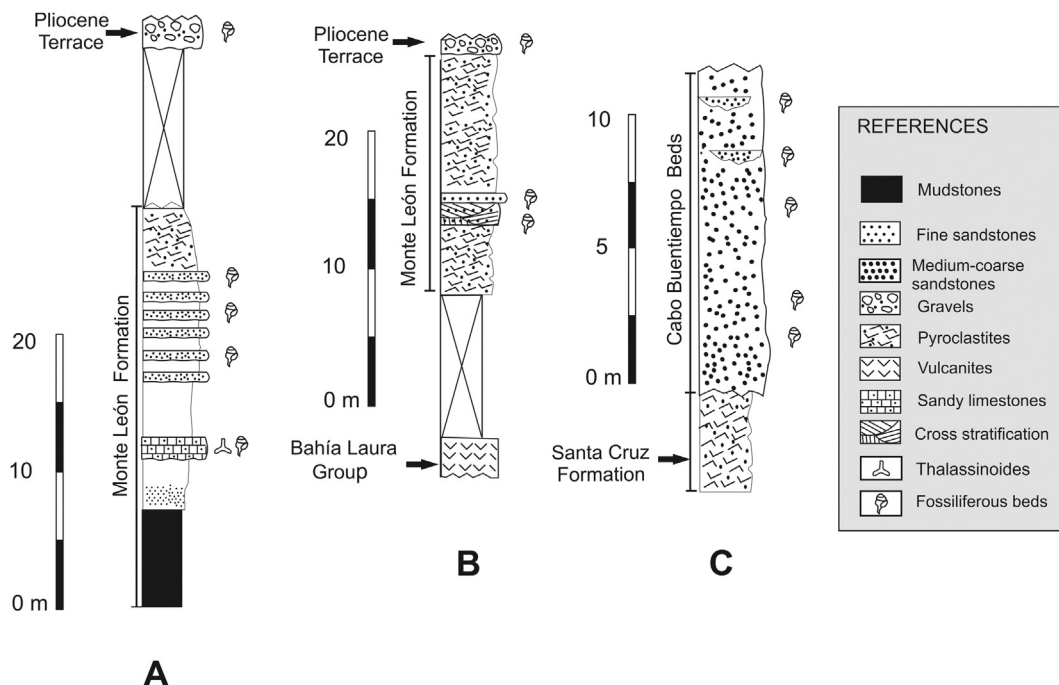 Pliocene
Terrace
Monte León Formation
20
10
0 m
A
Pliocene
Terrace
Monte León Formation
20
10
0 m
Bahía Laura
Group
B
Cabo Buentiempo Beds
10
5
0 m
Santa Cruz
Formation
C
REFERENCES
Mudstones
Fine sandstones
Medium-coarse
sandstones
Gravels
Pyroclastites
Vulcanites
Sandy limestones
Cross stratification
Thalassinoides
Fossiliferous beds